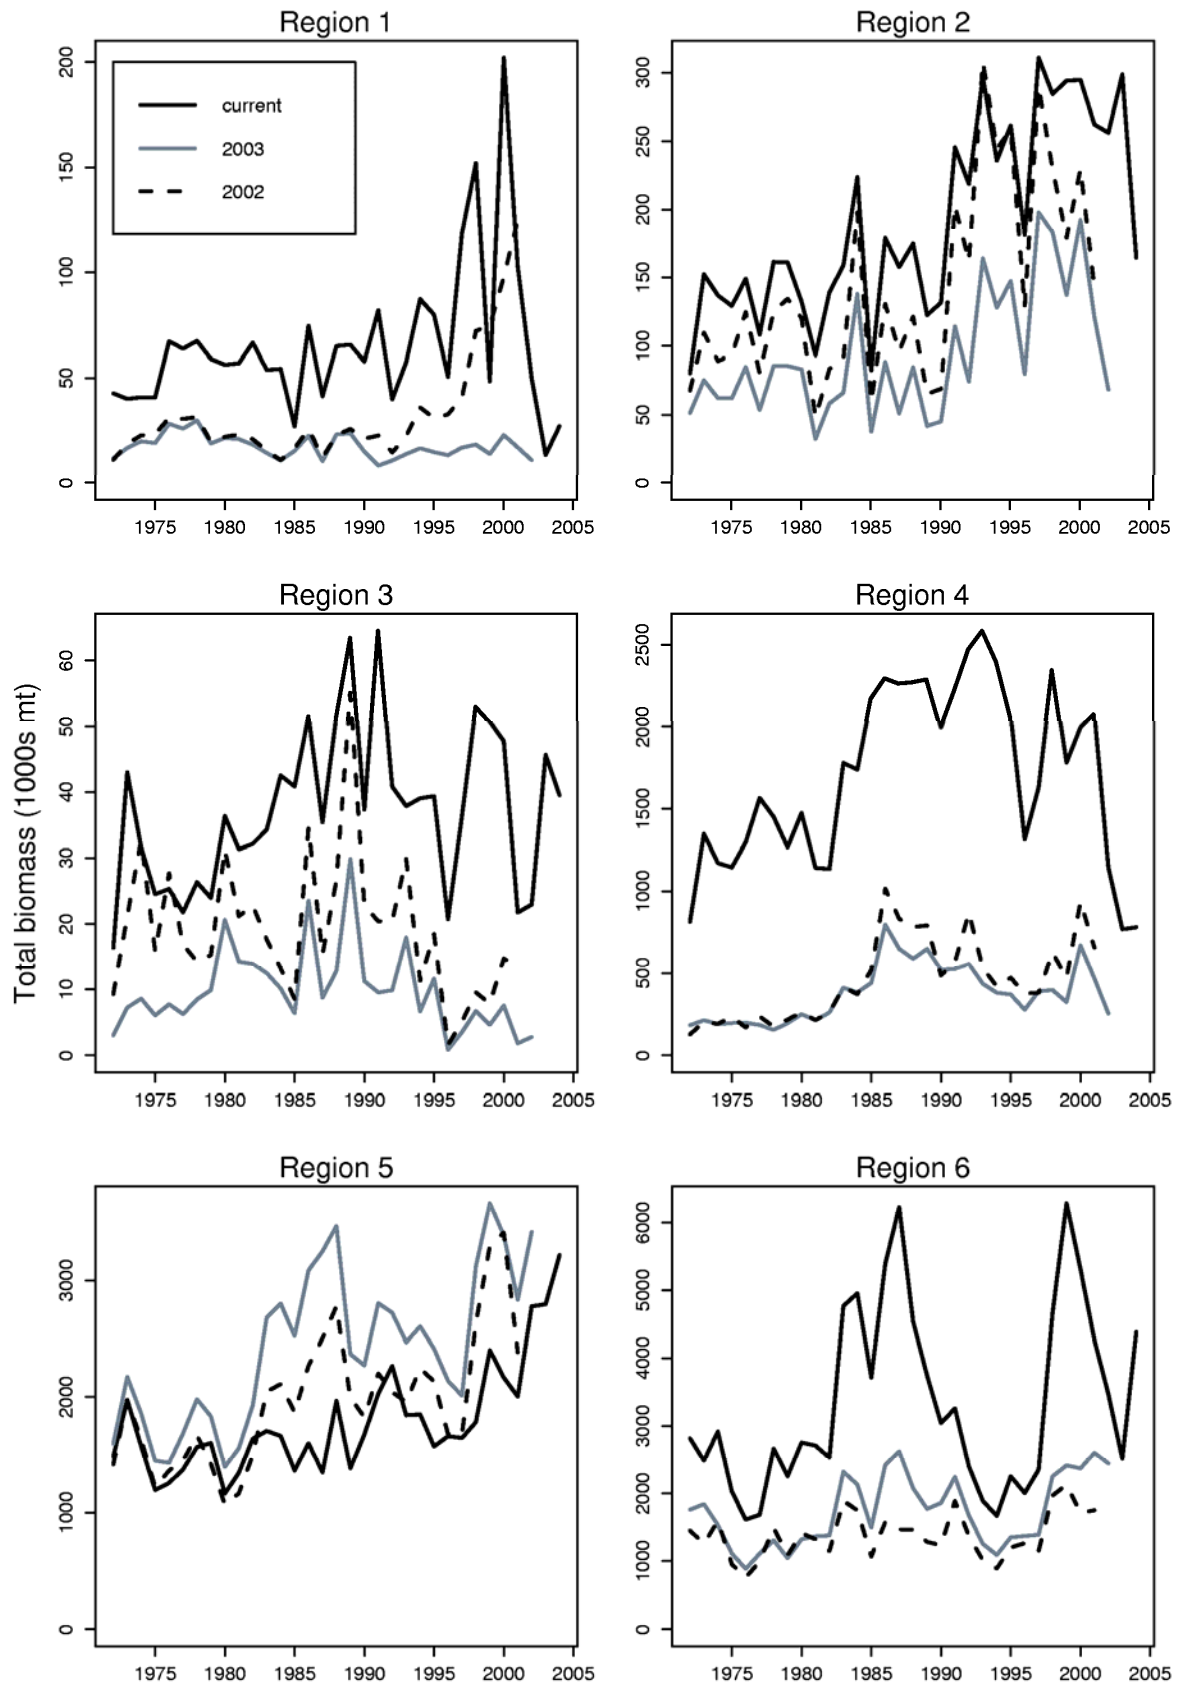 Region 1
Region 2
current
2003
2002
0 50 100 150 200
1975 1980 1985 1990 1995 2000 2005
0 50 100 150 200 250 300
1975 1980 1985 1990 1995 2000 2005
Region 3
Region 4
Total biomass (1000s mt)
0 10 20 30 40 50 60
1975 1980 1985 1990 1995 2000 2005
0 500 1000 1500 2000 2500
1975 1980 1985 1990 1995 2000 2005
Region 5
Region 6
0 1000 2000 3000
1975 1980 1985 1990 1995 2000 2005
0 1000 2000 3000 4000 5000 6000
1975 1980 1985 1990 1995 2000 2005